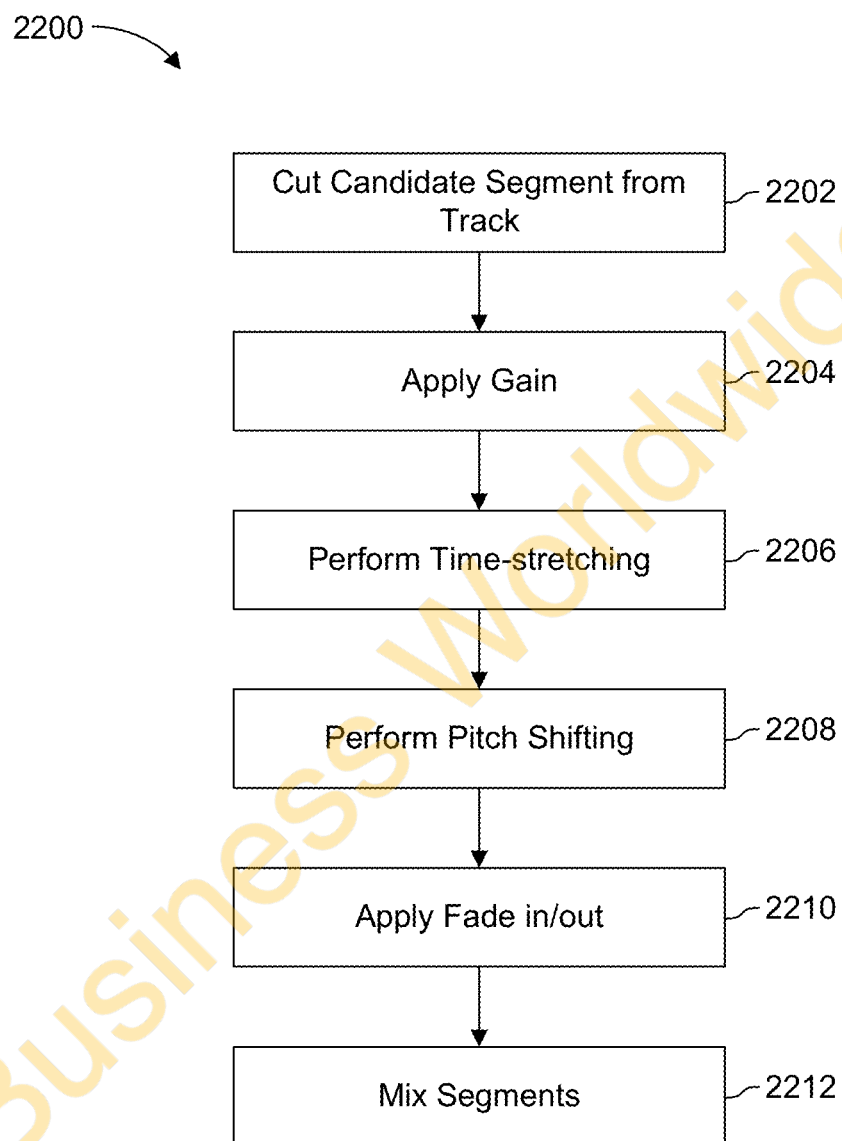 2200
Cut Candidate Segment from
Track
2202
Apply Gain
2204
Perform Time-stretching
2206
Perform Pitch Shifting
2208
Apply Fade in/out
2210
Mix Segments
2212
Business Worldwide